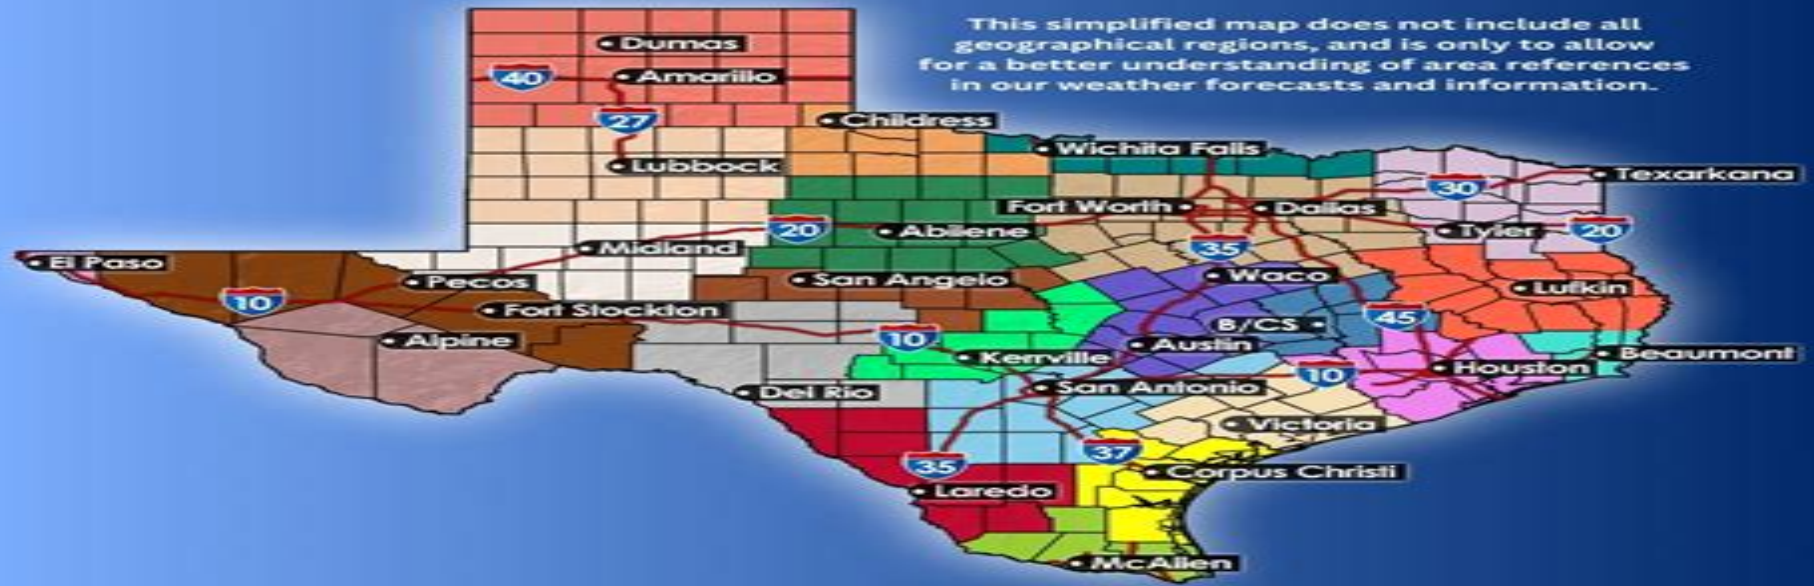 This simplified map does not include all
geographical regions, and is only to allow
for a better understanding of area references
in our weather forecasts and information.
Dumas
40
Amarillo
27
Childress
Lubbock
Wichita Falls
Texarkana
30
Fort Worth
Dallas
20
Abilene
Tyler
20
35
Midland
El Paso
Waco
Pecos
San Angelo
Lufkin
10
Fort Stockton
45
B/CS
10
Alpine
Austin
Kerrville
Beaumont
Houston
10
San Antonio
Del Rio
Victoria
37
35
Corpus Christi
Laredo
McAllen